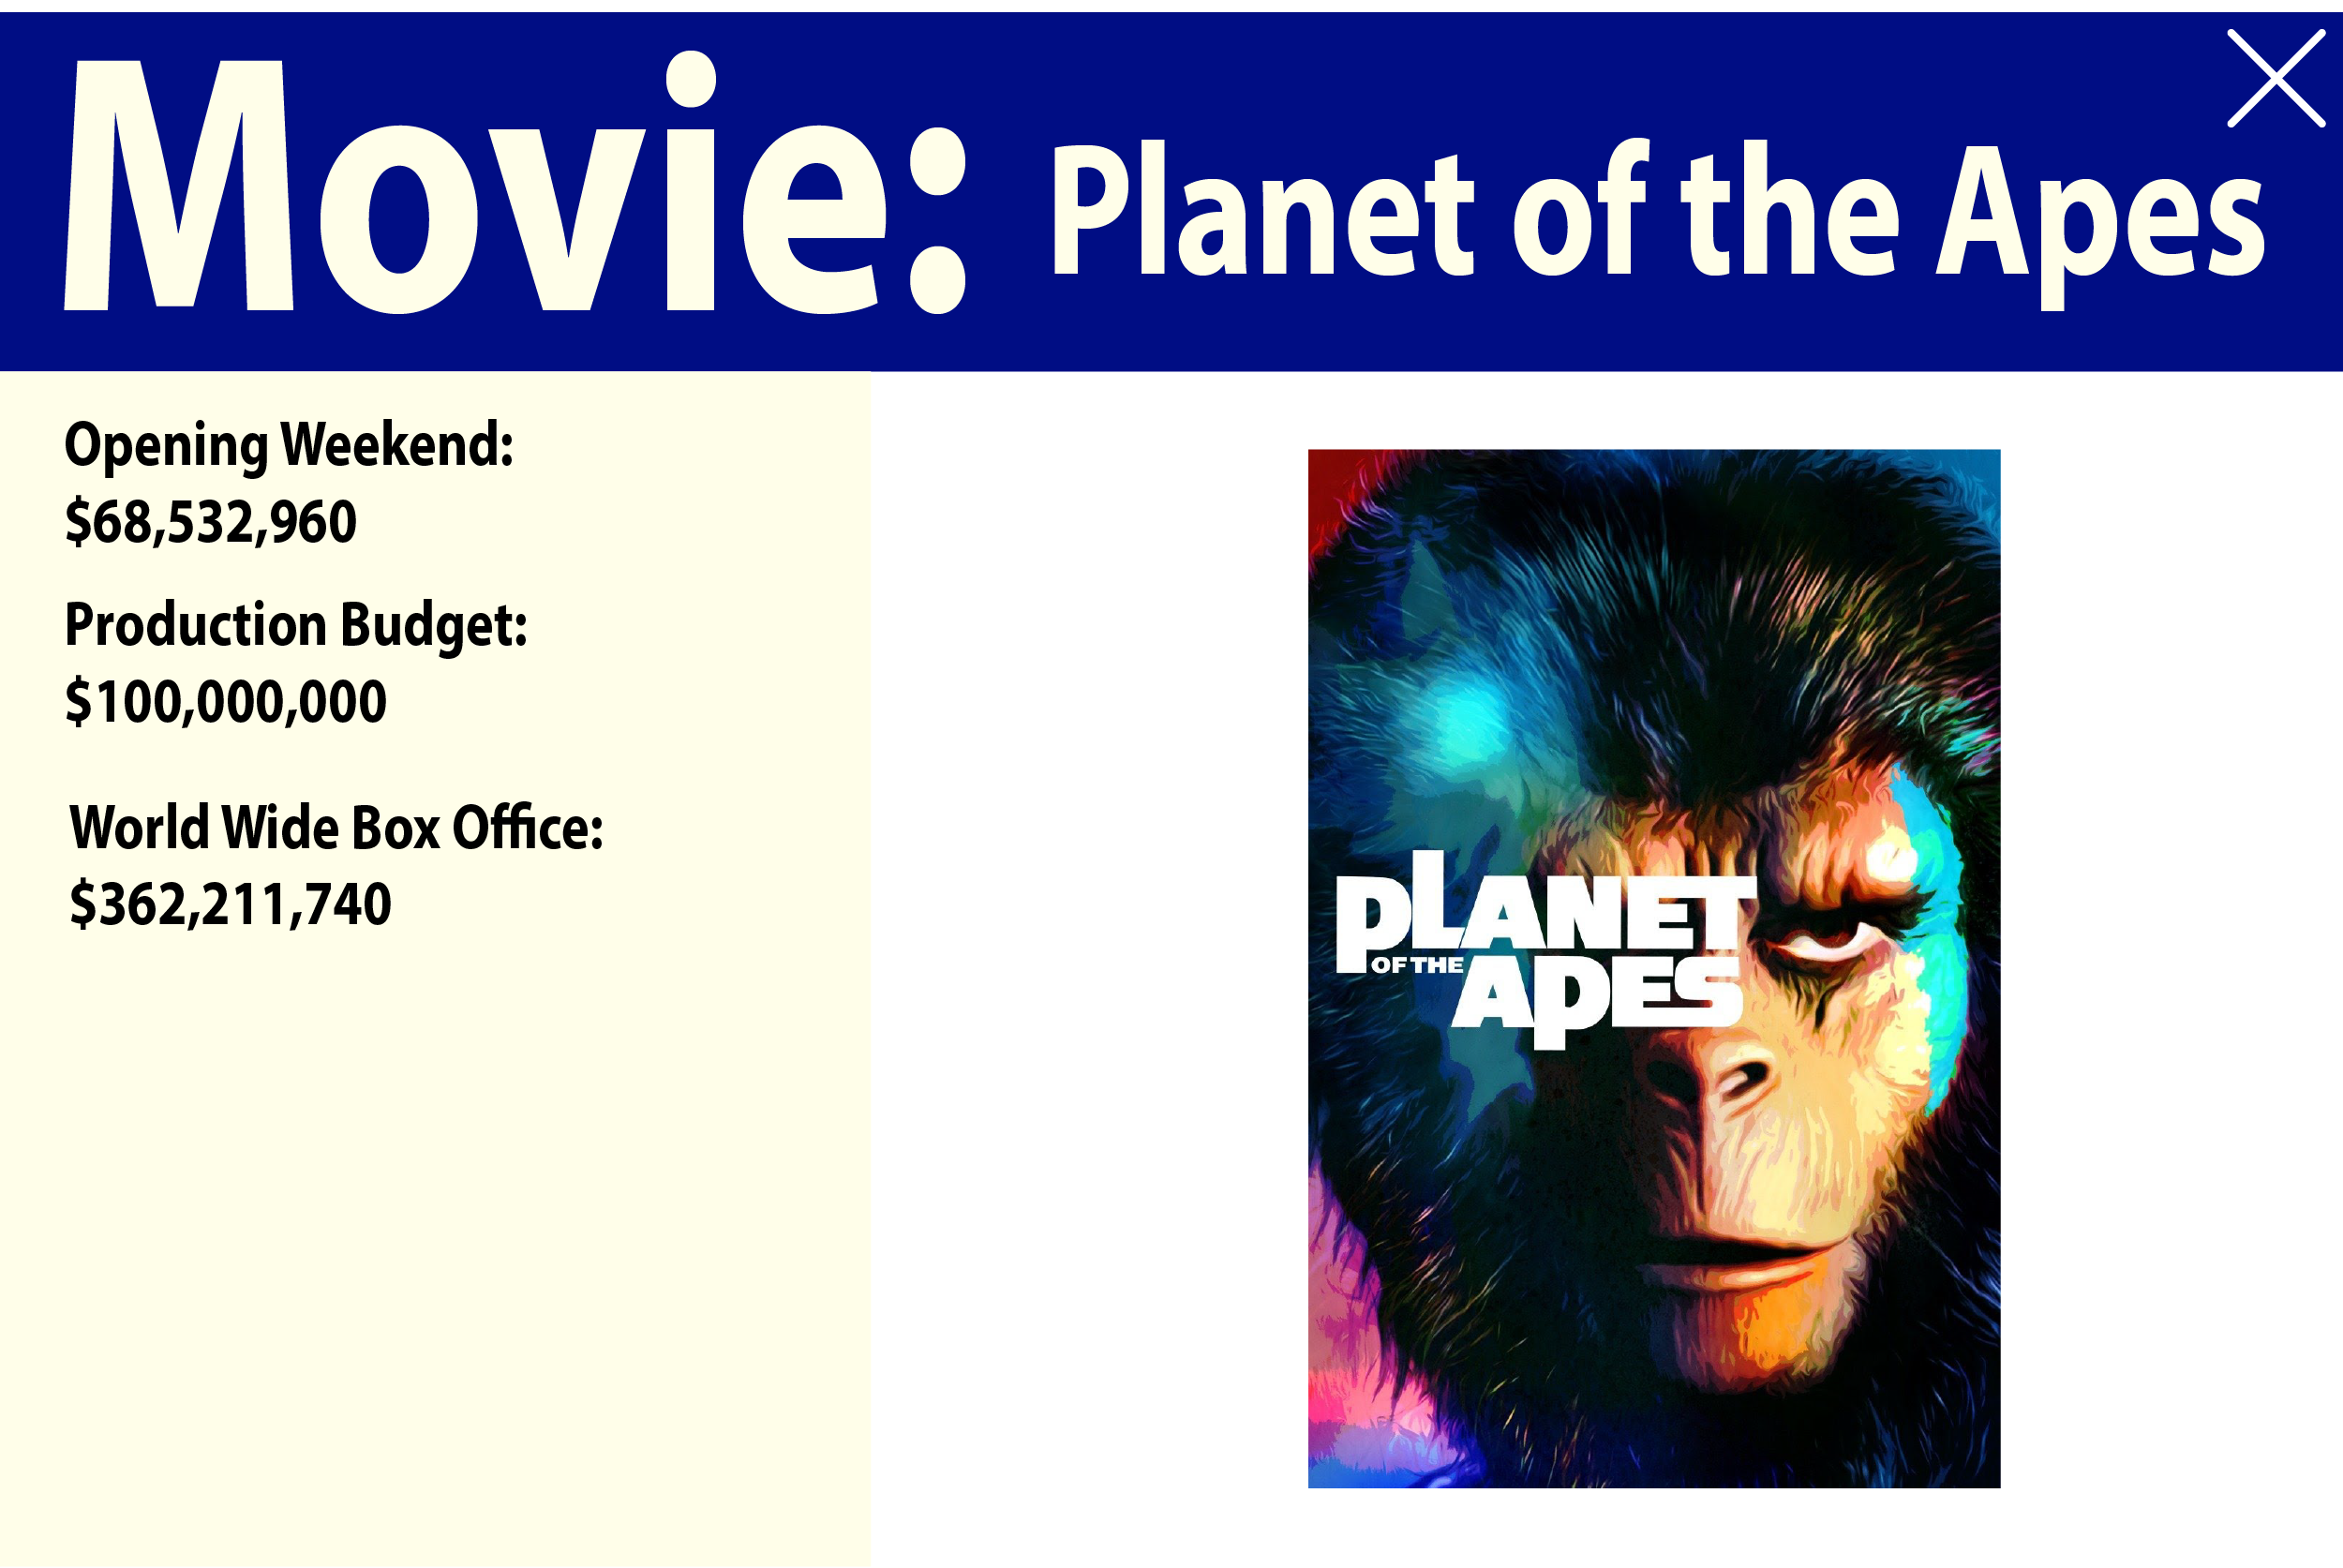 Movie: Planet of the Apes
Opening Weekend:
$68,532,960
Production Budget:
$100,000,000
World Wide Box Office:
$362,211,740
PLANET
OF THE
APES